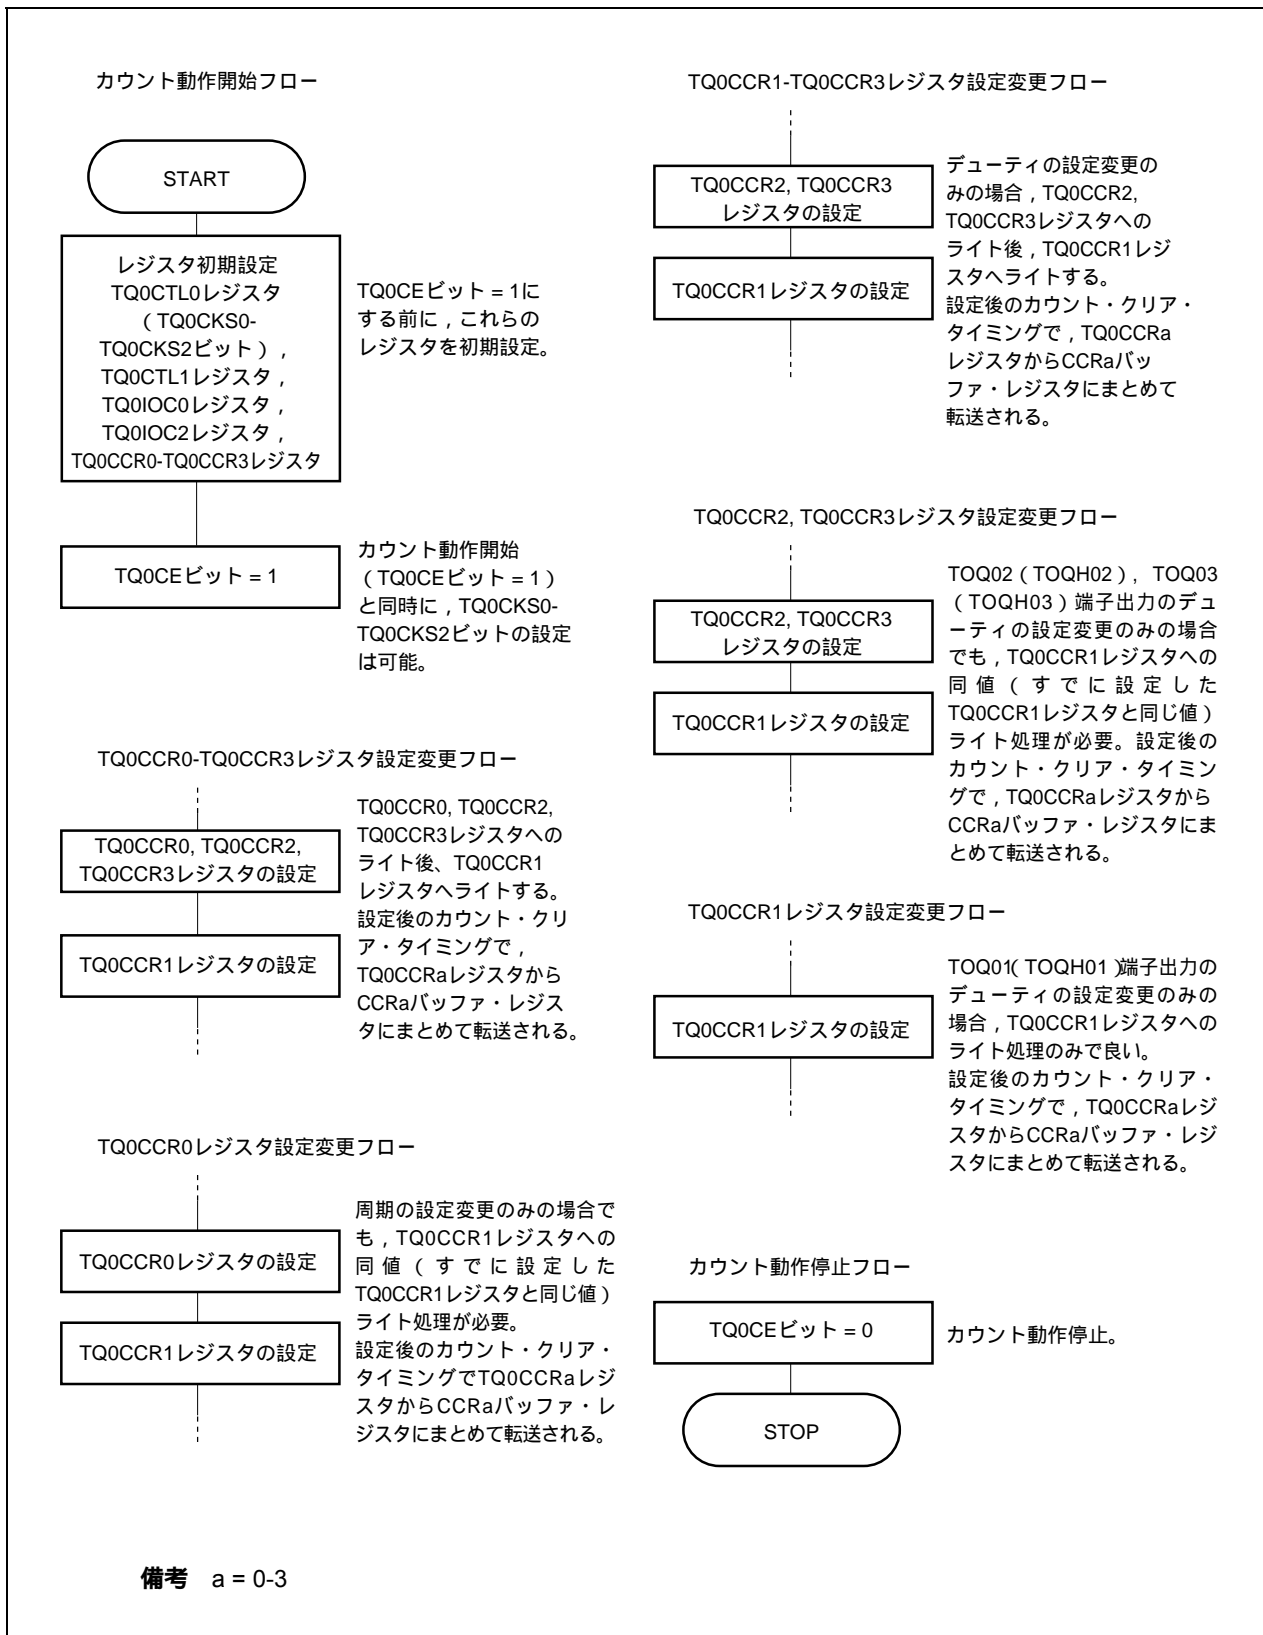 カウント動作開始フロー
START
レジスタ初期設定
TQ0CTL0レジスタ
（TQ0CKS0-
TQ0CKS2ビット），
TQ0CTL1レジスタ，
TQ0IOC0レジスタ，
TQ0IOC2レジスタ，
TQ0CCR0-TQ0CCR3レジスタ
TQ0CEビット = 1に
する前に，これらの
レジスタを初期設定。
TQ0CEビット = 1
カウント動作開始
（TQ0CEビット = 1）
と同時に，TQ0CKS0-
TQ0CKS2ビットの設定
は可能。
TQ0CCR0-TQ0CCR3レジスタ設定変更フロー
TQ0CCR0, TQ0CCR2,
TQ0CCR3レジスタの設定
TQ0CCR1レジスタの設定
TQ0CCR0, TQ0CCR2,
TQ0CCR3レジスタへの
ライト後、TQ0CCR1
レジスタへライトする。
設定後のカウント・クリ
ア・タイミングで，
TQ0CCRaレジスタから
CCRaバッファ・レジス
タにまとめて転送される。
TQ0CCR0レジスタ設定変更フロー
TQ0CCR0レジスタの設定
TQ0CCR1レジスタの設定
周期の設定変更のみの場合で
も，TQ0CCR1レジスタへの
同値（すでに設定した
TQ0CCR1レジスタと同じ値）
ライト処理が必要。
設定後のカウント・クリア・
タイミングでTQ0CCRaレジ
スタからCCRaバッファ・レ
ジスタにまとめて転送される。
TQ0CCR1-TQ0CCR3レジスタ設定変更フロー
TQ0CCR2, TQ0CCR3
レジスタの設定
TQ0CCR1レジスタの設定
デューティの設定変更の
みの場合，TQ0CCR2,
TQ0CCR3レジスタへの
ライト後，TQ0CCR1レジ
スタへライトする。
設定後のカウント・クリア・
タイミングで，TQ0CCRa
レジスタからCCRaバッ
ファ・レジスタにまとめて
転送される。
TQ0CCR2, TQ0CCR3レジスタ設定変更フロー
TQ0CCR2, TQ0CCR3
レジスタの設定
TQ0CCR1レジスタの設定
TOQ02（TOQH02），TOQ03
（TOQH03）端子出力のデュ
ーティの設定変更のみの場合
でも，TQ0CCR1レジスタへの
同値（すでに設定した
TQ0CCR1レジスタと同じ値）
ライト処理が必要。設定後の
カウント・クリア・タイミン
グで，TQ0CCRaレジスタから
CCRaバッファ・レジスタにま
とめて転送される。
TQ0CCR1レジスタ設定変更フロー
TQ0CCR1レジスタの設定
TOQ01（TOQH01）端子出力の
デューティの設定変更のみの
場合，TQ0CCR1レジスタへの
ライト処理のみで良い。
設定後のカウント・クリア・
タイミングで，TQ0CCRaレジ
スタからCCRaバッファ・レジ
スタにまとめて転送される。
カウント動作停止フロー
TQ0CEビット = 0
カウント動作停止。
STOP
備考 a = 0-3